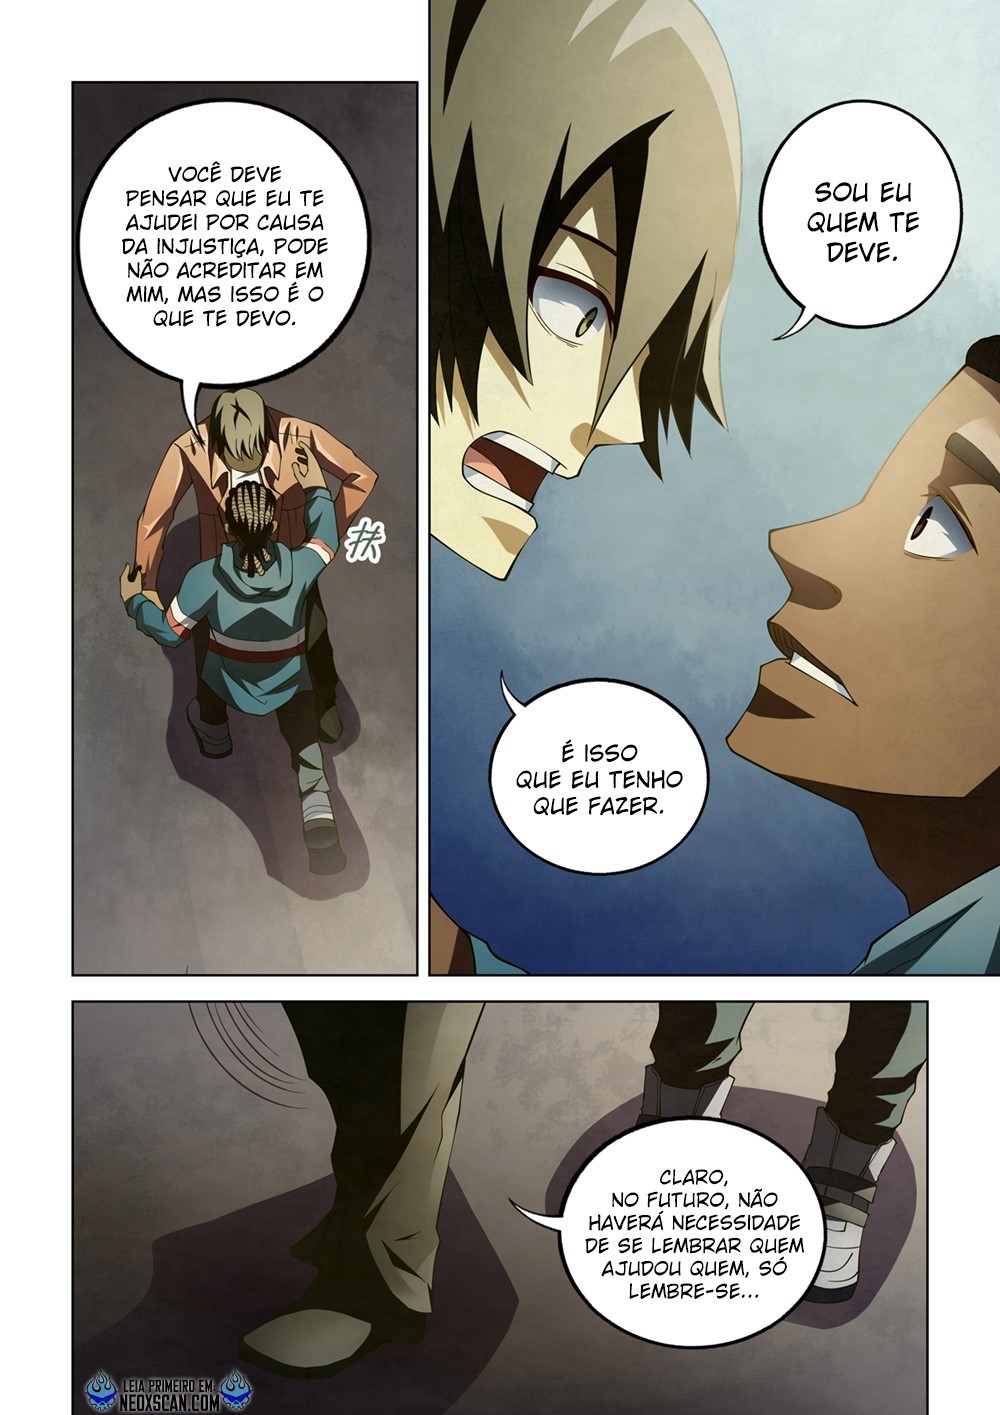 VOCÊ DEVE
PENSAR QUE EU TE
AJUDEI POR CAUSA
DA INJUSTIÇA, PODE
NÃO ACREDITAR EM
MIM, MAS ISSO É O
QUE TE DEVO.
SOU EU
QUEM TE
DEVE.
É ISSO
QUE EU TENHO
QUE FAZER.
CLARO,
NO FUTURO, NÃO
HAVERÁ NECESSIDADE
DE SE LEMBRAR QUEM
AJUDOU QUEM, SÓ
LEMBRE-SE...
LEIA PRIMEIRO EM:
NEOXSCAN.COM